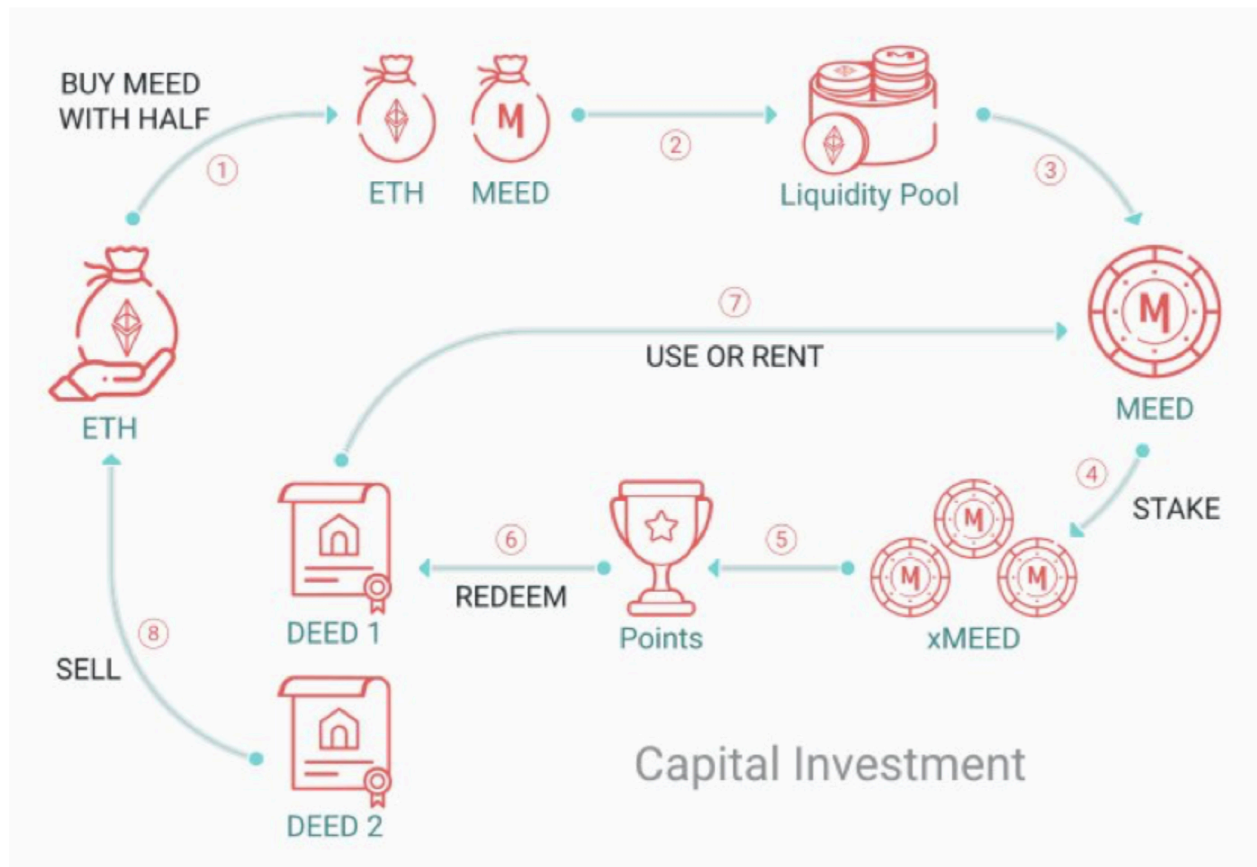 BUY MEED
WITH HALF
1
ETH
M
MEED
2
Liquidity Pool
3
ETH
7
USE OR RENT
M
MEED
4
STAKE
M
M
M
xMEED
5
Points
6
REDEEM
DEED 1
8
SELL
DEED 2
Capital Investment